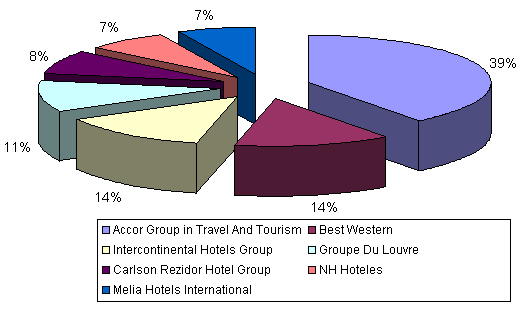 7%
7%
39%
8%
11%
14%
14%
Accor Group in Travel And Tourism
Best Western
Intercontinental Hotels Group
Groupe Du Louvre
Carlson Rezidor Hotel Group
NH Hoteles
Melia Hotels International